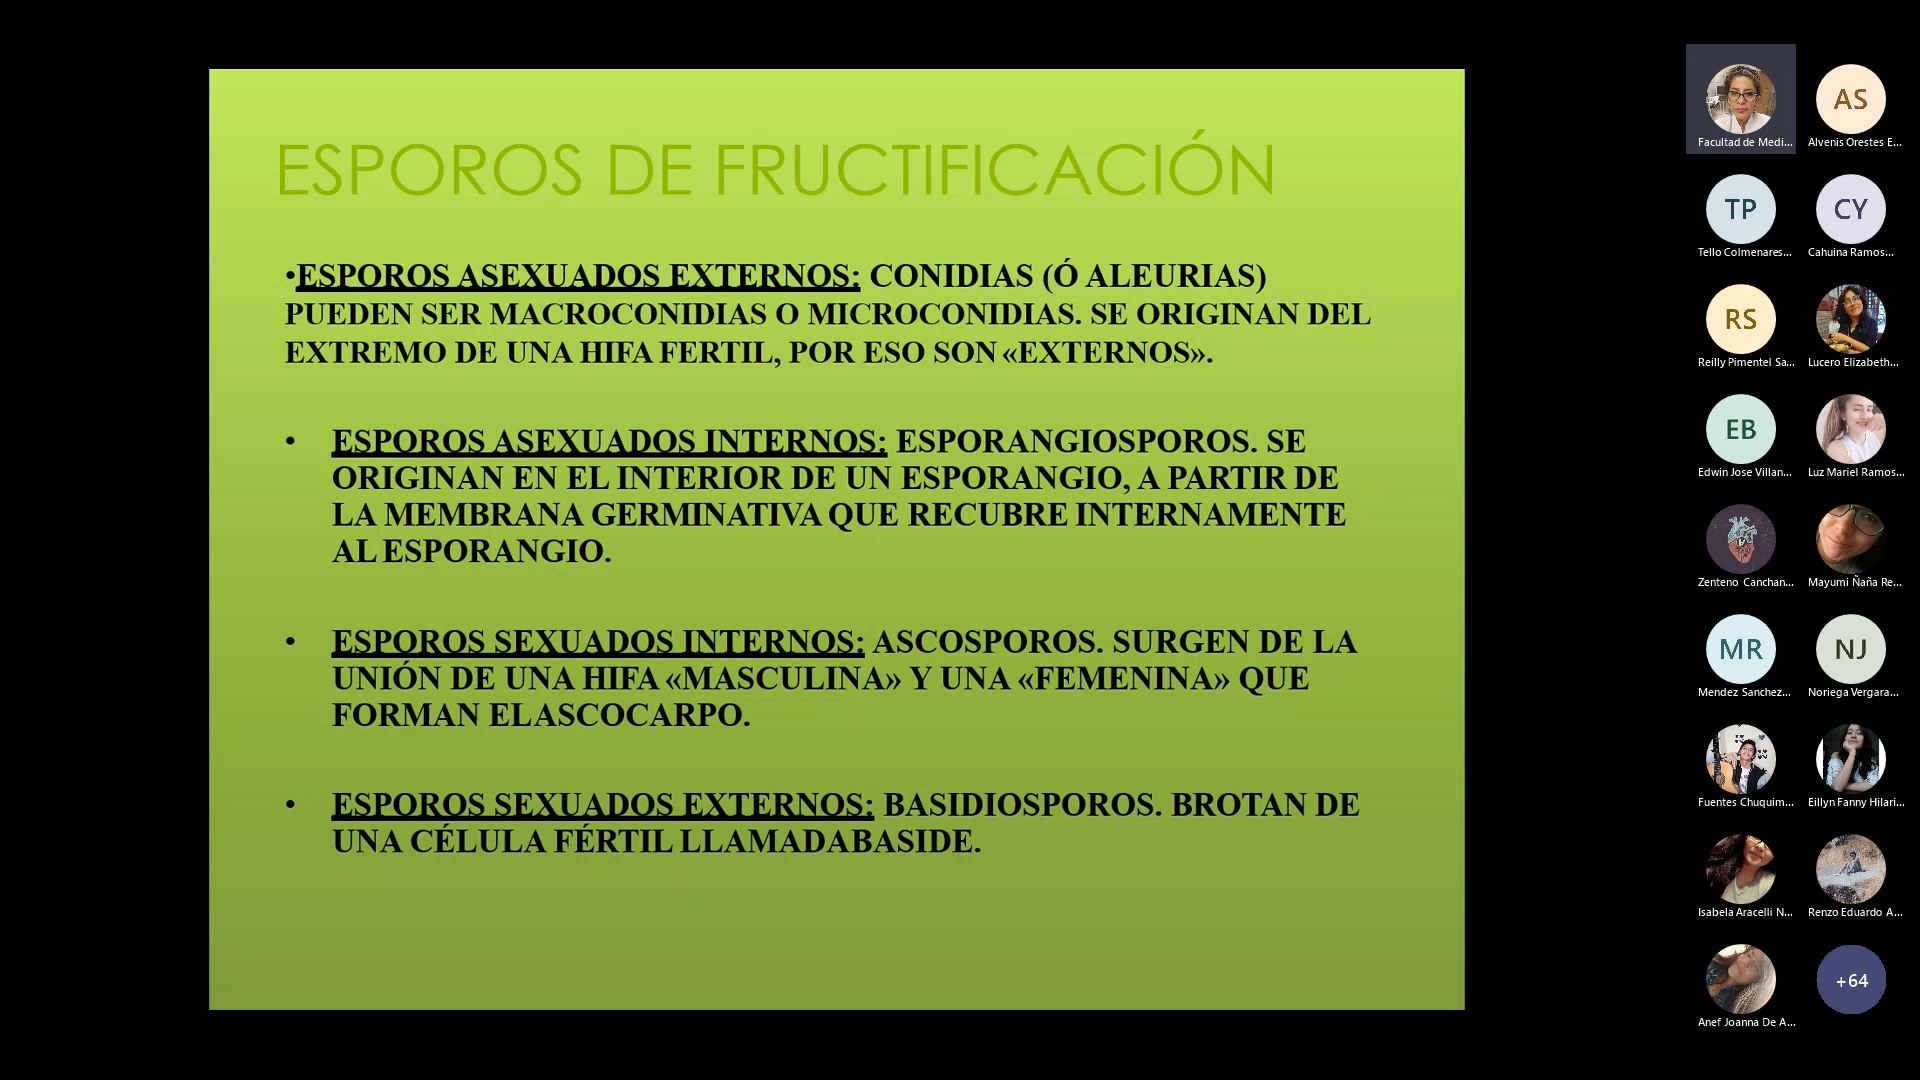 ESPOROS DE FRUCTIFICACIÓN
•ESPOROS ASEXUADOS EXTERNOS: CONIDIAS (Ó ALEURIAS)
PUEDEN SER MACROCONIDIAS O MICROCONIDIAS. SE ORIGINAN DEL
EXTREMO DE UNA HIFA FERTIL, POR ESO SON «EXTERNOS».
• ESPOROS ASEXUADOS INTERNOS: ESPORANGIOSPOROS. SE
ORIGINAN EN EL INTERIOR DE UN ESPORANGIO, A PARTIR DE
LA MEMBRANA GERMINATIVA QUE RECUBRE INTERNAMENTE
AL ESPORANGIO.
• ESPOROS SEXUADOS INTERNOS: ASCOSPOROS. SURGEN DE LA
UNIÓN DE UNA HIFA «MASCULINA» Y UNA «FEMENINA» QUE
FORMAN ELASCOCARPO.
• ESPOROS SEXUADOS EXTERNOS: BASIDIOSPOROS. BROTAN DE
UNA CÉLULA FÉRTIL LLAMADABASIDE.
Facultad de Medi...
AS
Alvenis Orestes E...
TP
Tello Colmenares...
CY
Cahuina Ramos...
RS
Reilly Pimentel Sa...
Lucero Elizabeth...
EB
Edwin Jose Villan...
Luz Mariel Ramos...
Zenteno Canchan...
Mayumi Ñaña Re...
MR
Mendez Sanchez...
NJ
Noriega Vergara...
Fuentes Chuquim...
Eillyn Fanny Hilari...
Isabela Aracelli N...
Renzo Eduardo A...
Anef Joanna De A...
+64